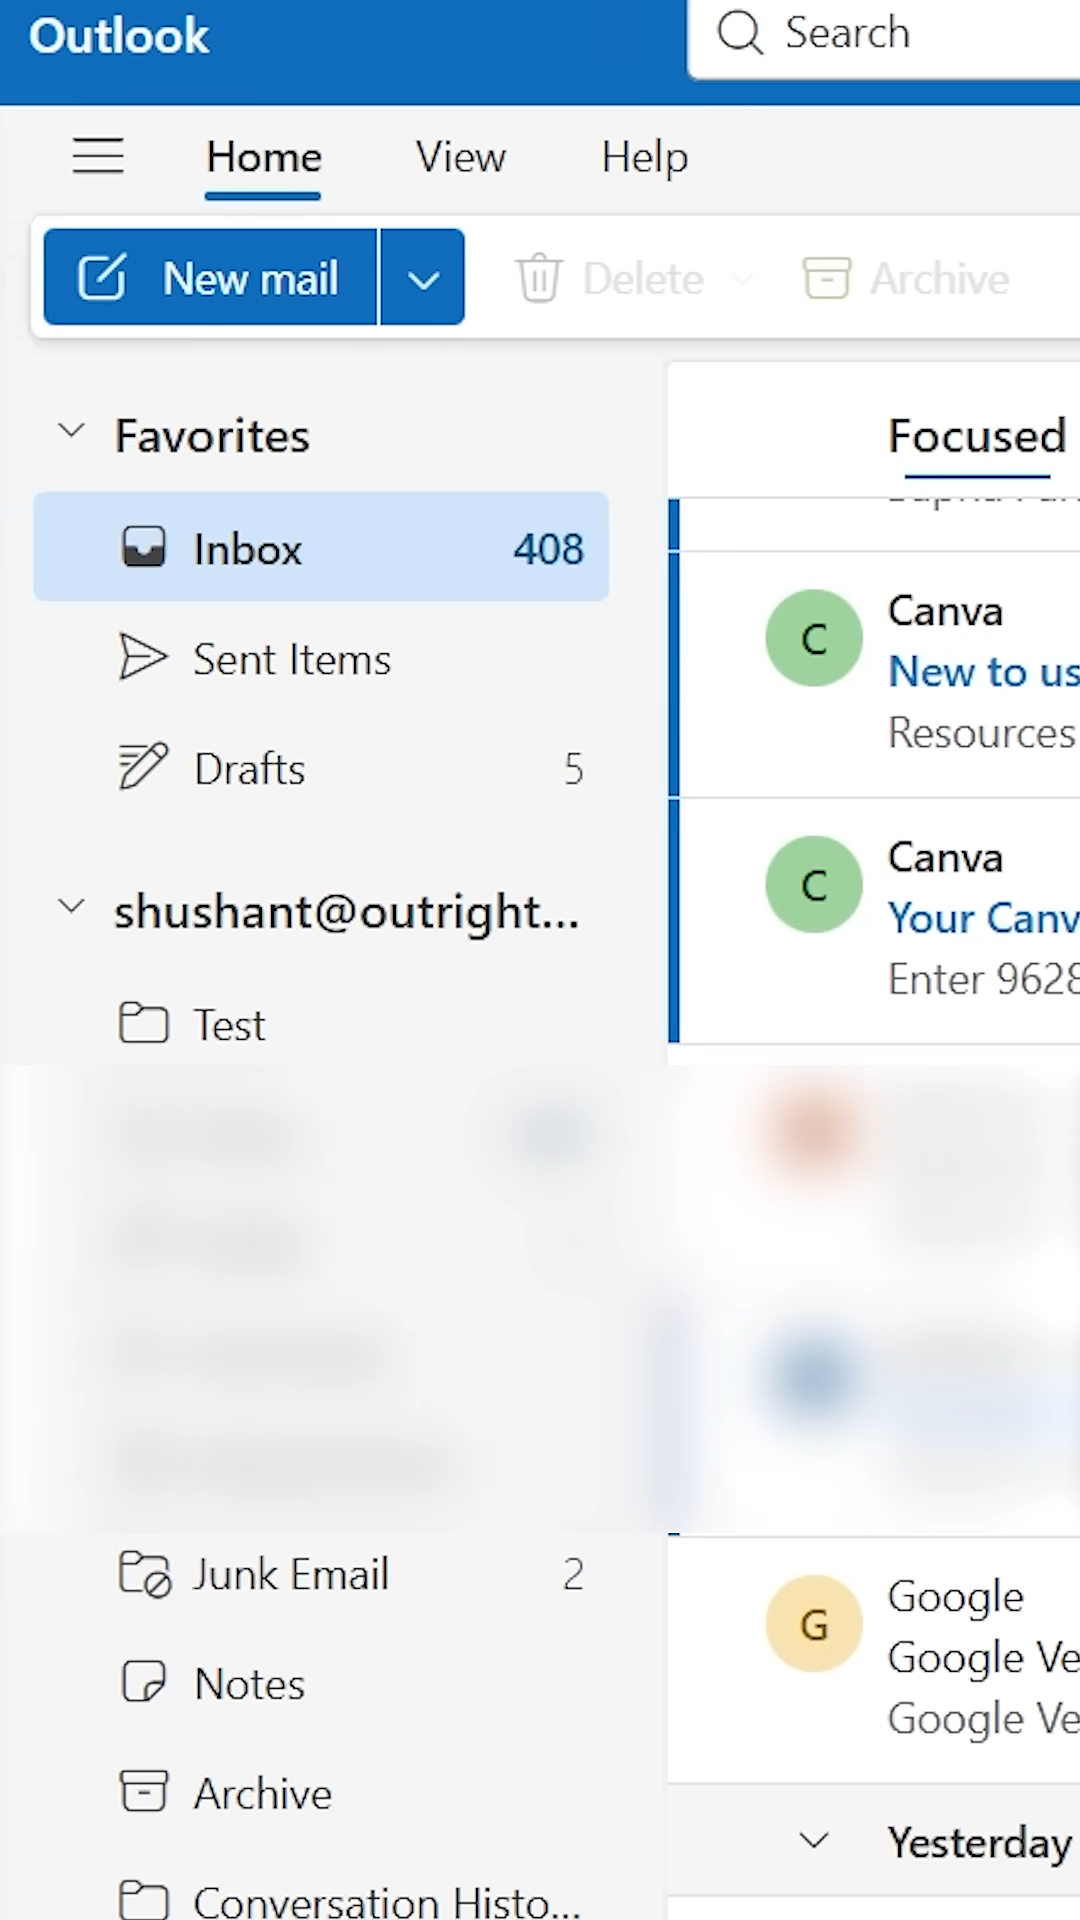 Outlook
Search
Home View Help
New mail Delete Archive
Favorites
Inbox 408
Sent Items
Drafts 5
shushant@outright...
Test
Junk Email 2
Notes
Archive
Conversation Histo...
Focused
C Canva
New to us
Resources
C Canva
Your Canv
Enter 9628
G Google
Google Ve
Google Ve
Yesterday